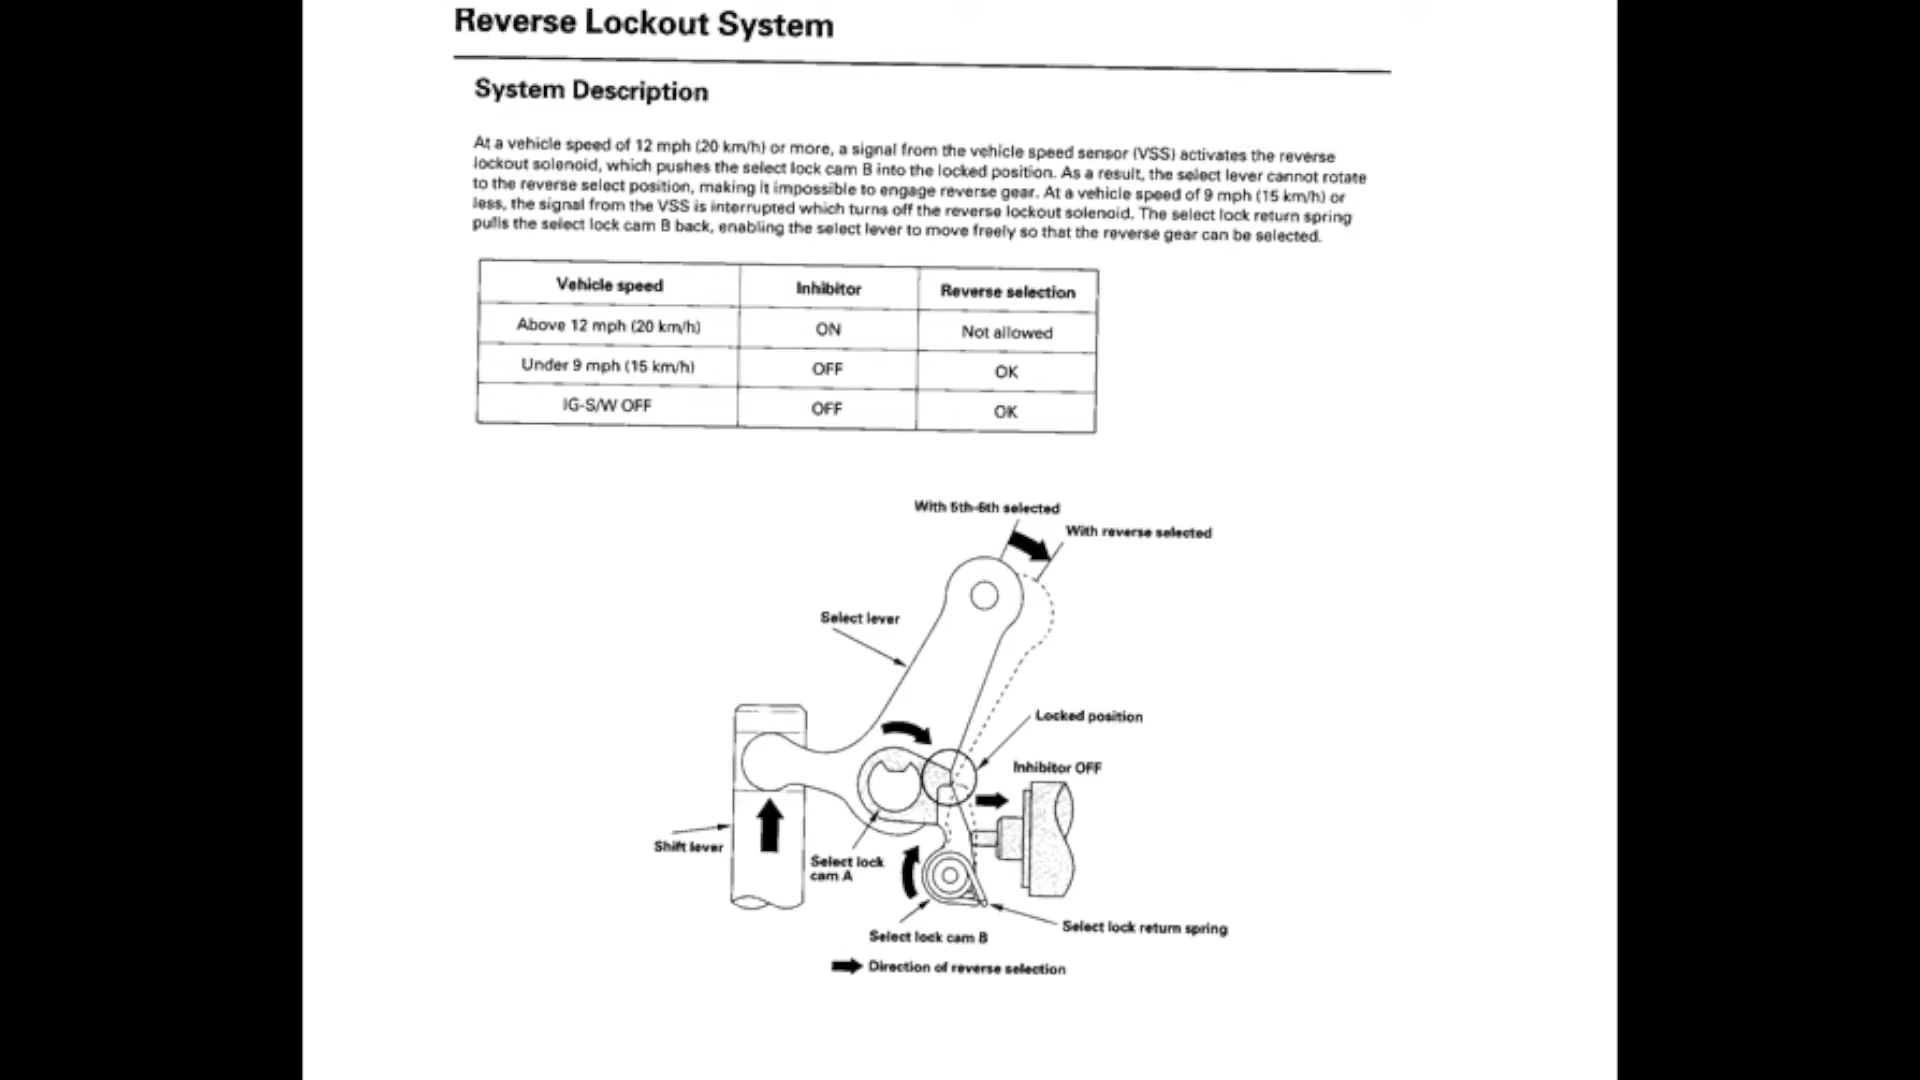 Reverse Lockout System
System Description
At a vehicle speed of 12 mph (20 km/h) or more, a signal from the vehicle speed sensor (VSS) activates the reverse
lockout solenoid, which pushes the select lock cam B into the locked position. As a result, the select lever cannot rotate
to the reverse select position, making it impossible to engage reverse gear. At a vehicle speed of 9 mph (15 km/h) or
less, the signal from the VSS is interrupted which turns off the reverse lockout solenoid. The select lock return spring
pulls the select lock cam B back, enabling the select lever to move freely so that the reverse gear can be selected.
Vehicle speed Inhibitor Reverse selection
Above 12 mph (20 km/h) ON Not allowed
Under 9 mph (15 km/h) OFF OK
IG-S/W OFF OFF OK
With 5th-6th selected
With reverse selected
Select lever
Locked position
Inhibitor OFF
Shift lever
Select lock
cam A
Select lock return spring
Select lock cam B
Direction of reverse selection